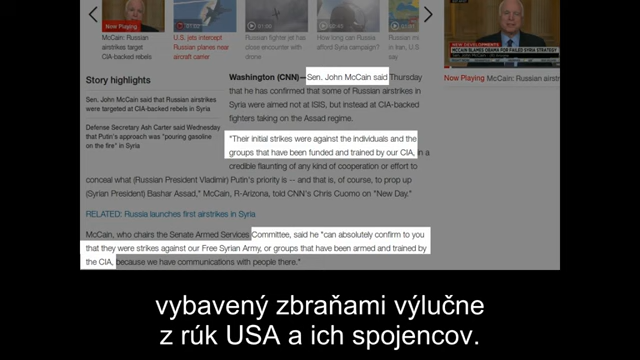 Now Playing
McCain: Russian airstrikes target CIA-backed rebels
U.S. jets intercept Russian planes near aircraft carrier
Russian fighter jet has close encounter with drone
How long can Russia afford Syria campaign?
in Iran, U.S.
NEW DEVELOPMENTS
MCCAIN BLAMES OBAMA FOR FAILED SYRIA STRATEGY
Now Playing McCain: Russian airstrikes
Story highlights
Sen. John McCain said that Russian airstrikes
were targeted at CIA-backed rebels in Syria
Defense Secretary Ash Carter said Wednesday
that Putin's approach was "pouring gasoline
on the fire" in Syria
Washington (CNN)—Sen. John McCain said Thursday
that he has confirmed that some of Russian airstrikes in
Syria were aimed not at ISIS, but instead at CIA-backed
fighters taking on the Assad regime.
"Their initial strikes were against the individuals and the
groups that have been funded and trained by our CIA, in a
credible flaunting of any kind of cooperation or effort to
conceal what (Russian President Vladimir) Putin's priority is -- and that is, of course, to prop up
(Syrian President) Bashar Assad," McCain, R-Arizona, told CNN's Chris Cuomo on "New Day."
RELATED: Russia launches first airstrikes in Syria
McCain, who chairs the Senate Armed Services Committee, said he "can absolutely confirm to you
that they were strikes against our Free Syrian Army, or groups that have been armed and trained by
the CIA, because we have communications with people there."
vybavený zbraňami výlučne
z rúk USA a ich spojencov.